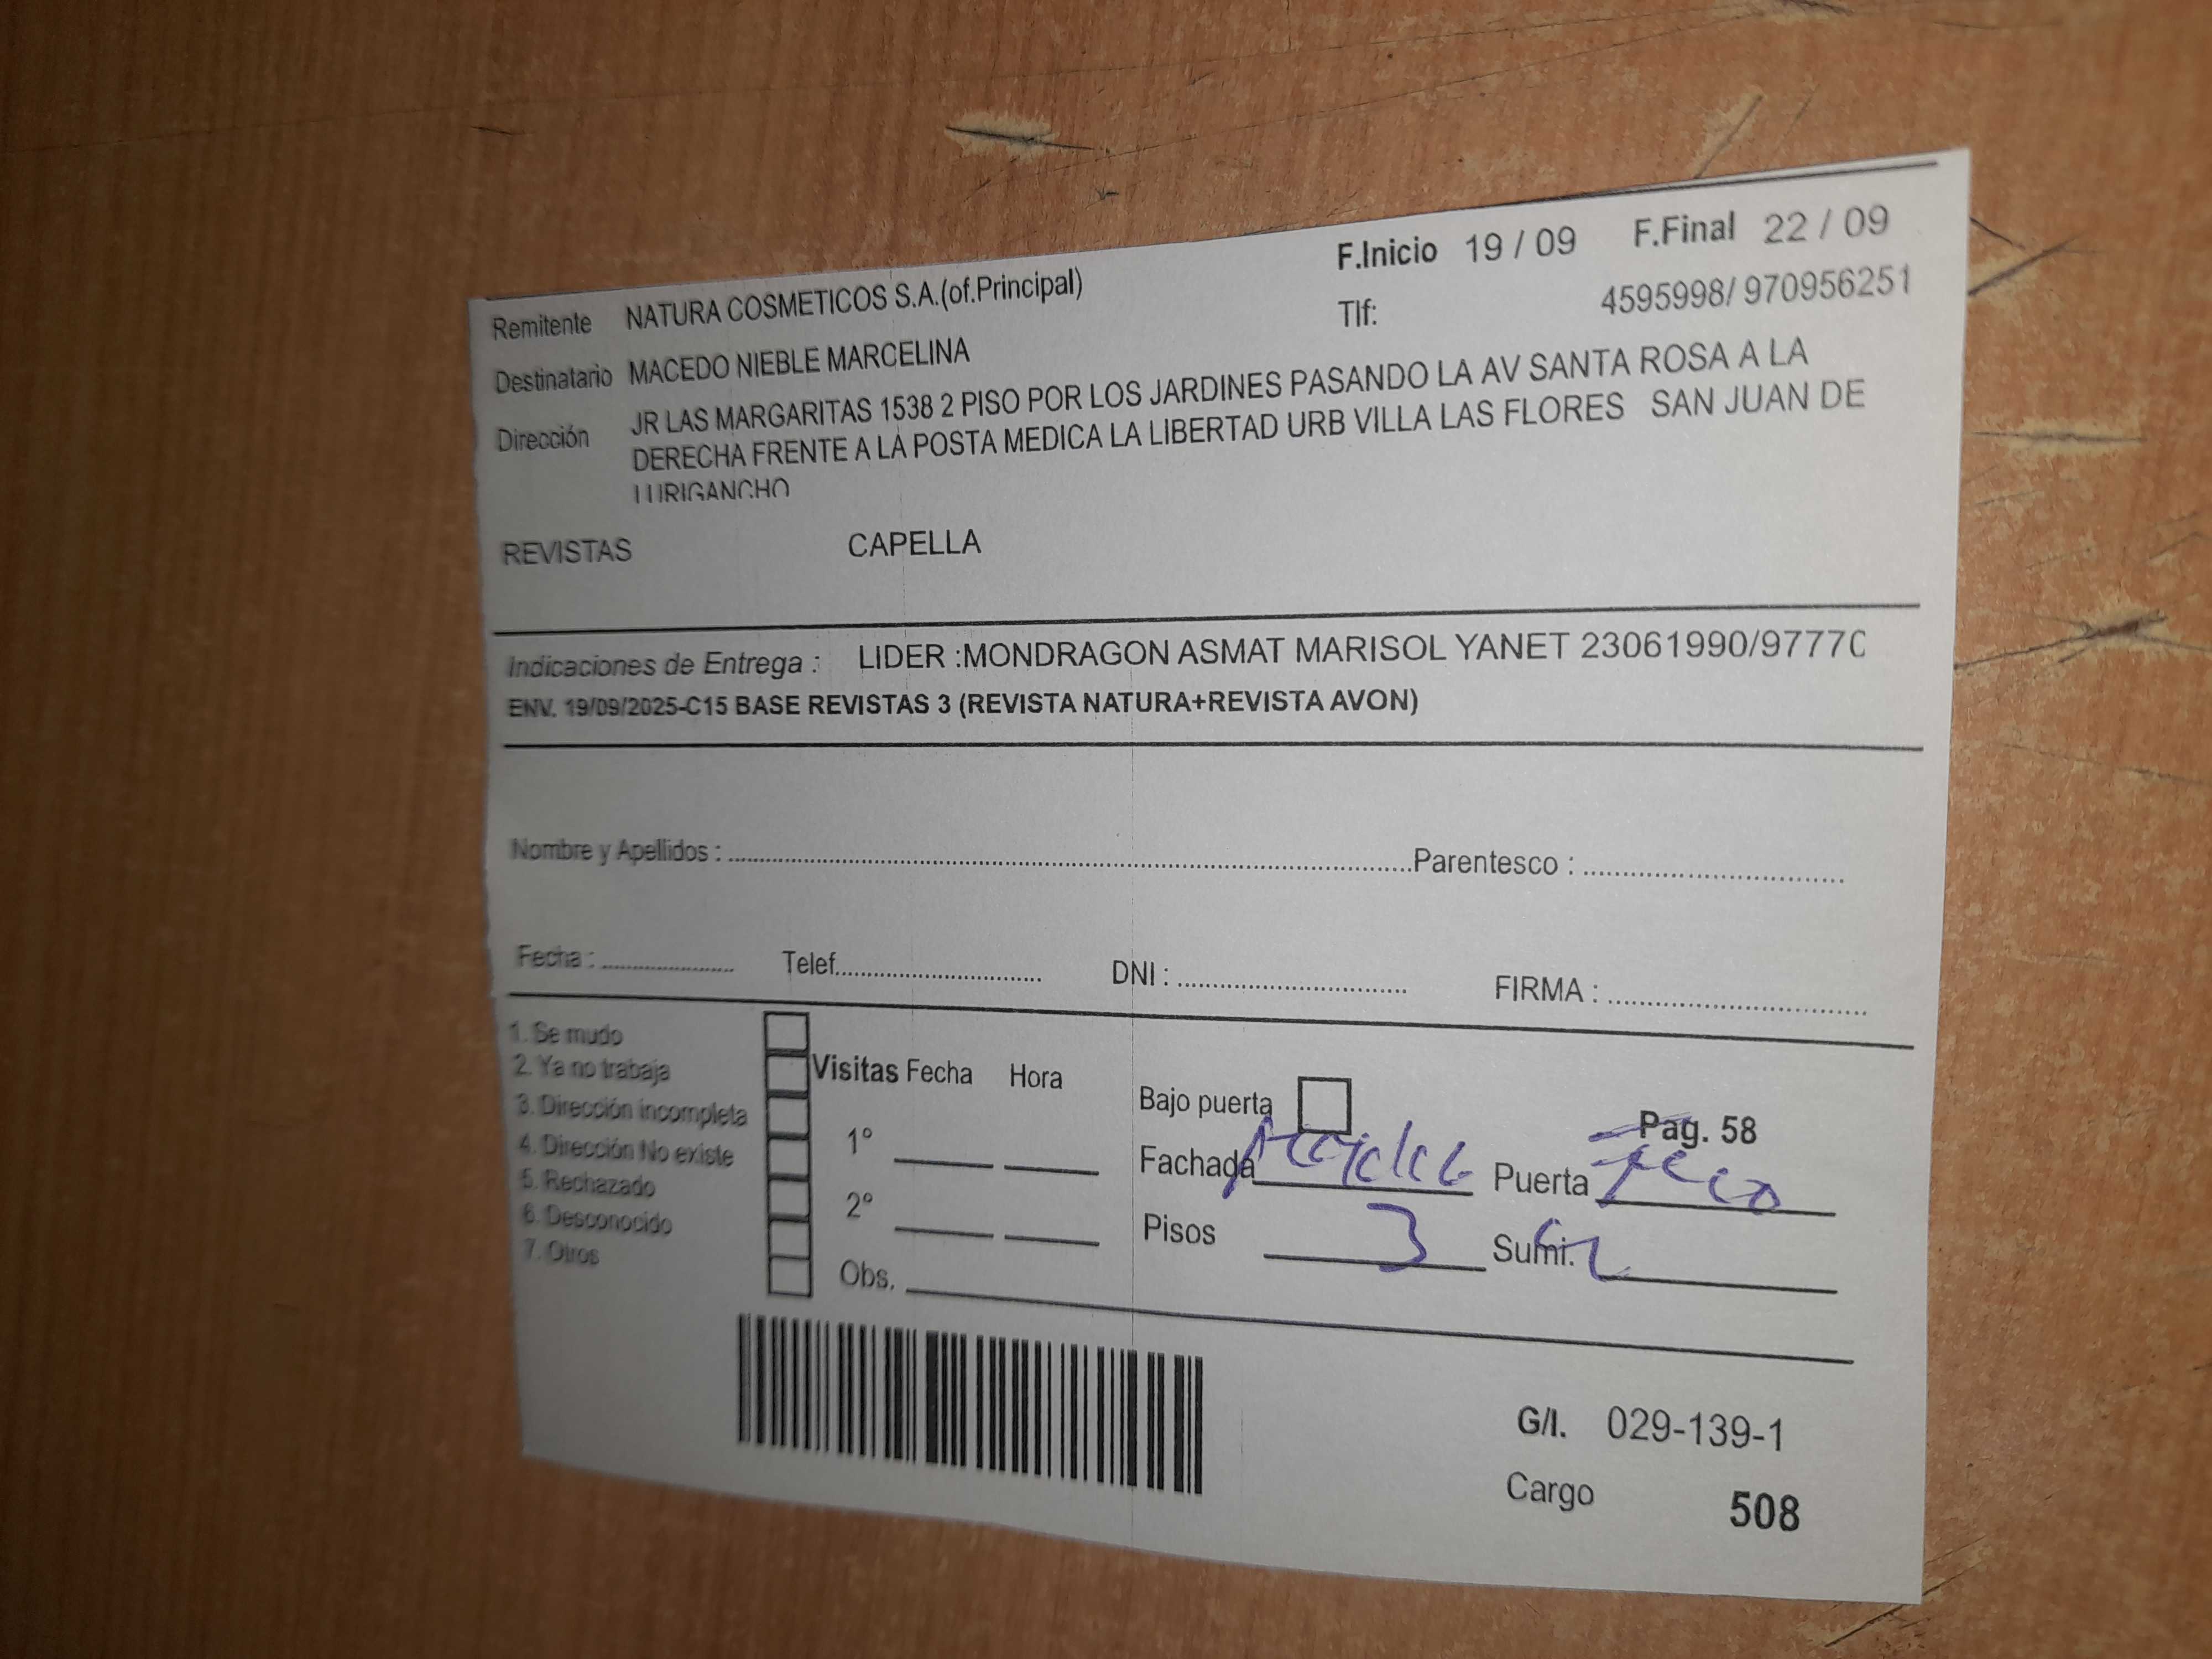 F.Inicio 19 / 09 F.Final 22 / 09
Remitente NATURA COSMETICOS S.A.(of.Principal) Tlf: 4595998/ 970956251
Destinatario MACEDO NIEBLE MARCELINA
Dirección JR LAS MARGARITAS 1538 2 PISO POR LOS JARDINES PASANDO LA AV SANTA ROSA A LA
DERECHA FRENTE A LA POSTA MEDICA LA LIBERTAD URB VILLA LAS FLORES SAN JUAN DE
LURIGANCHO
REVISTAS CAPELLA
Indicaciones de Entrega : LIDER :MONDRAGON ASMAT MARISOL YANET 23061990/9777
ENV. 19/09/2025-C15 BASE REVISTAS 3 (REVISTA NATURA+REVISTA AVON)
Nombre y Apellidos : Parentesco :
Fecha : Telef. DNI : FIRMA :
1. Se mudo
2. Ya no trabaja
3. Dirección incompleta
4. Dirección No existe
5. Rechazado
6. Desconocido
7. Otros
Visitas Fecha Hora
1º
2º
Obs.
Bajo puerta
Pag. 58
Fachada Puerta
Pisos 3 Sumi.
G/I. 029-139-1
Cargo 508